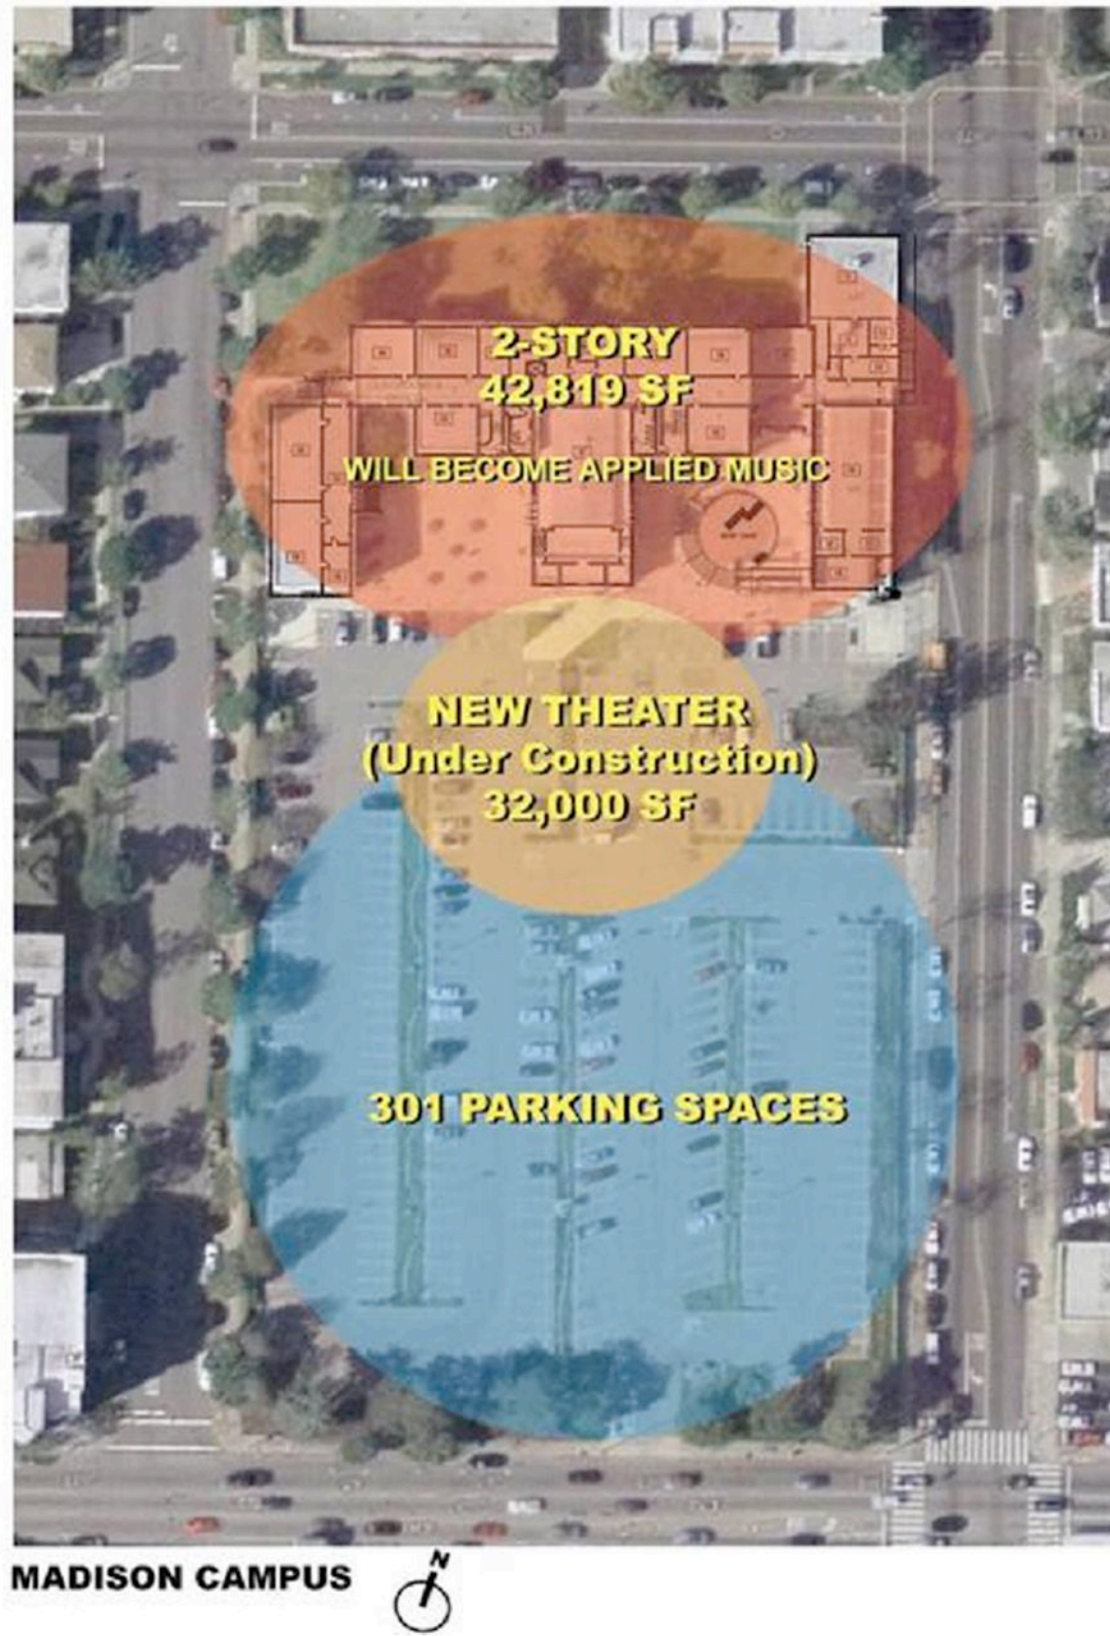 2-STORY
42,819 SF
WILL BECOME APPLIED MUSIC
NEW THEATER
(Under Construction)
32,000 SF
301 PARKING SPACES
MADISON CAMPUS
N